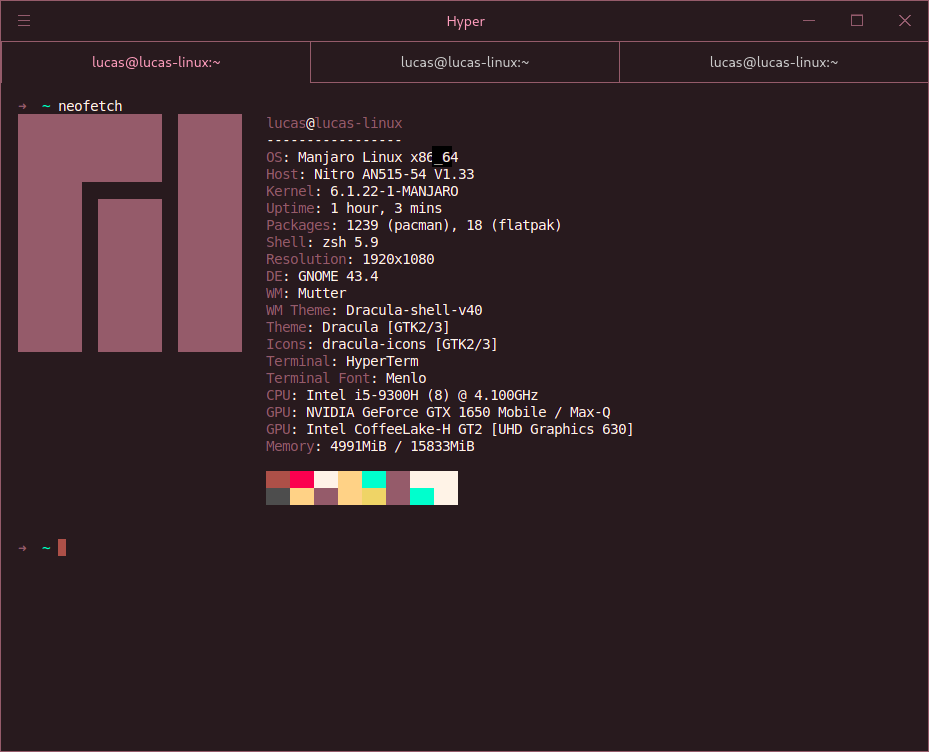 Hyper
lucas@lucas-linux:~ lucas@lucas-linux:~ lucas@lucas-linux:~
➜ ~ neofetch
lucas@lucas-linux
-----------------
OS: Manjaro Linux x86_64
Host: Nitro AN515-54 V1.33
Kernel: 6.1.22-1-MANJARO
Uptime: 1 hour, 3 mins
Packages: 1239 (pacman), 18 (flatpak)
Shell: zsh 5.9
Resolution: 1920x1080
DE: GNOME 43.4
WM: Mutter
WM Theme: Dracula-shell-v40
Theme: Dracula [GTK2/3]
Icons: dracula-icons [GTK2/3]
Terminal: HyperTerm
Terminal Font: Menlo
CPU: Intel i5-9300H (8) @ 4.100GHz
GPU: NVIDIA GeForce GTX 1650 Mobile / Max-Q
GPU: Intel CoffeeLake-H GT2 [UHD Graphics 630]
Memory: 4991MiB / 15833MiB
➜ ~